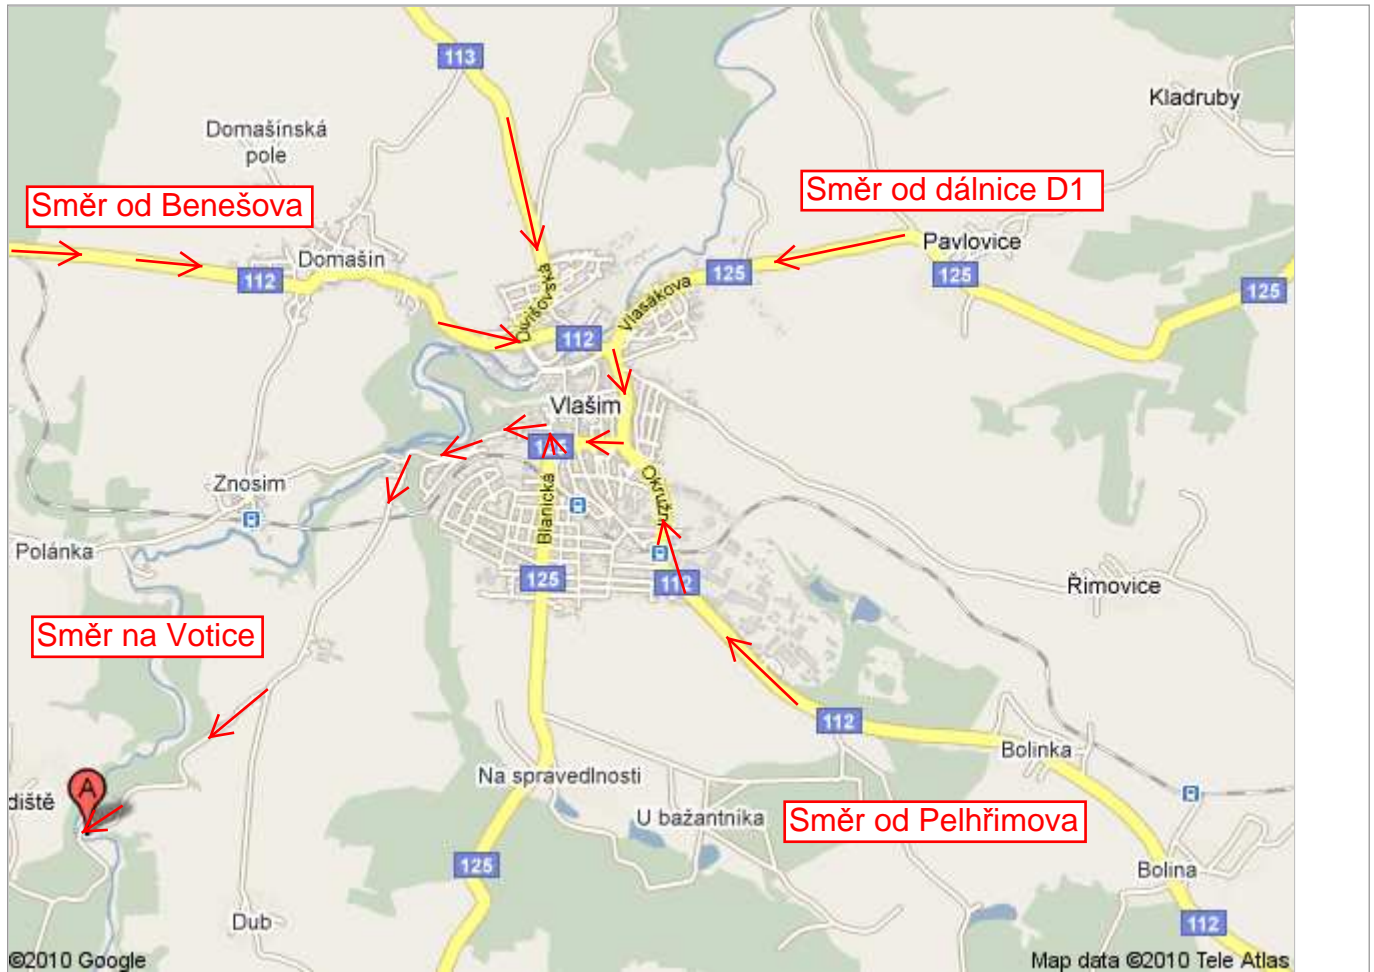 113
Kladruby
Domašínská
pole
Směr od dálnice D1
Směr od Benešova
Pavlovice
Domašín
112
125
125
125
Divišovská
Vlasákova
112
Vlašim
Okružní
Znosim
Blanická
Polánka
125
112
Římovice
Směr na Votice
112
Bolinka
Na spravedlnosti
A
diště
U bažantnika
Směr od Pelhřimova
125
Bolina
Dub
112
©2010 Google
Map data ©2010 Tele Atlas